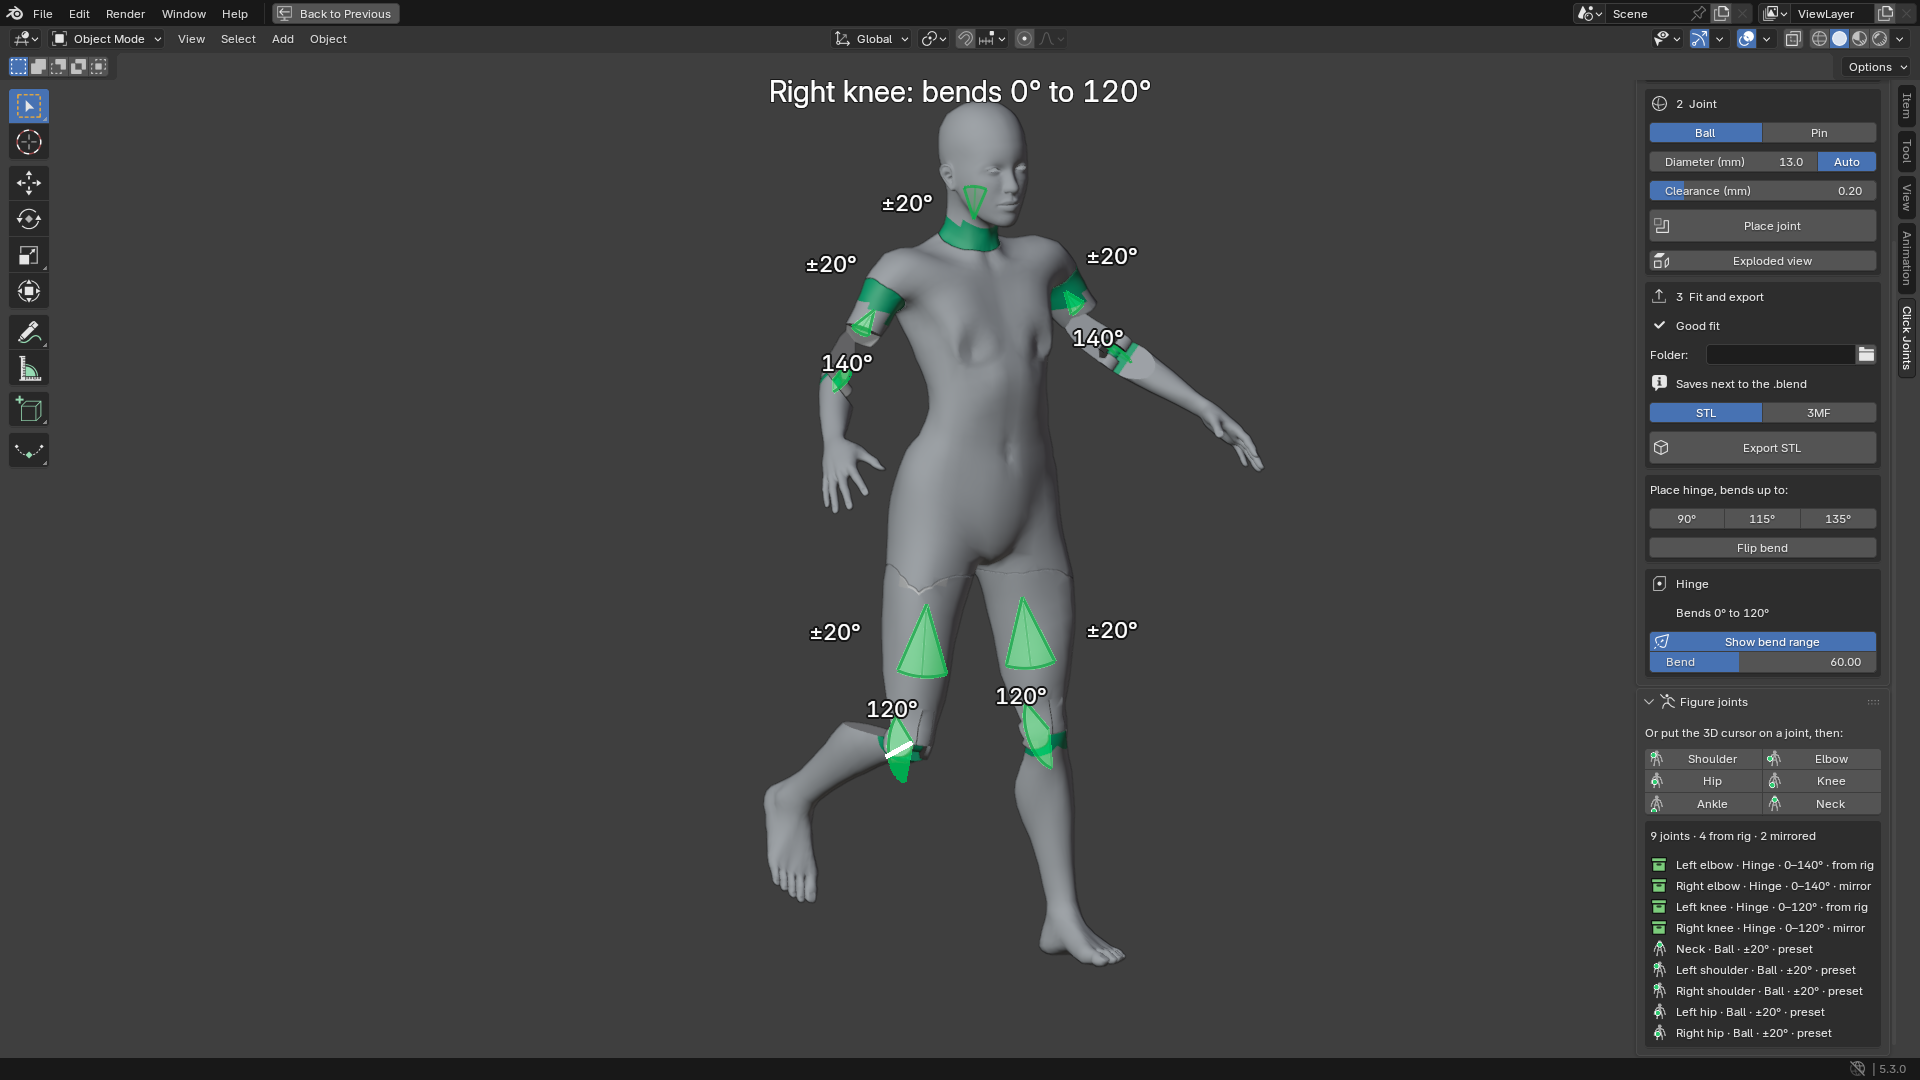 File Edit Render Window Help Back to Previous Scene ViewLayer
Object Mode View Select Add Object Global
Options
Right knee: bends 0° to 120°
±20°
±20°
±20°
140°
140°
±20°
±20°
120°
120°
2 Joint
Ball Pin
Diameter (mm) 13.0 Auto
Clearance (mm) 0.20
Place joint
Exploded view
3 Fit and export
Good fit
Folder:
Saves next to the .blend
STL 3MF
Export STL
Place hinge, bends up to:
90° 115° 135°
Flip bend
Hinge
Bends 0° to 120°
Show bend range
Bend 60.00
Figure joints
Or put the 3D cursor on a joint, then:
Shoulder Elbow
Hip Knee
Ankle Neck
9 joints · 4 from rig · 2 mirrored
Left elbow · Hinge · 0–140° · from rig
Right elbow · Hinge · 0–140° · mirror
Left knee · Hinge · 0–120° · from rig
Right knee · Hinge · 0–120° · mirror
Neck · Ball · ±20° · preset
Left shoulder · Ball · ±20° · preset
Right shoulder · Ball · ±20° · preset
Left hip · Ball · ±20° · preset
Right hip · Ball · ±20° · preset
Item
Tool
View
Animation
Click Joints
5.3.0